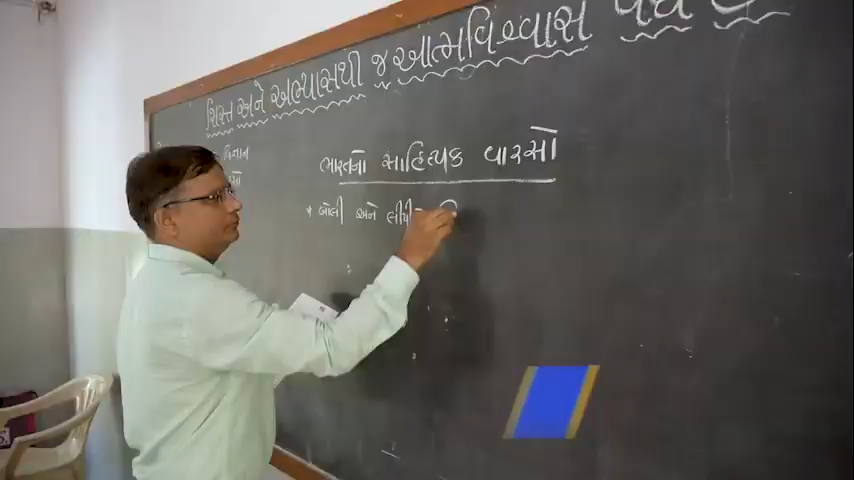 શિસ્ત અને અભ્યાસથી જ આત્મવિશ્વાસ
ભારતનો સાહિત્યક વારસો
વિજ્ઞાન
* બોલી અને લીપી